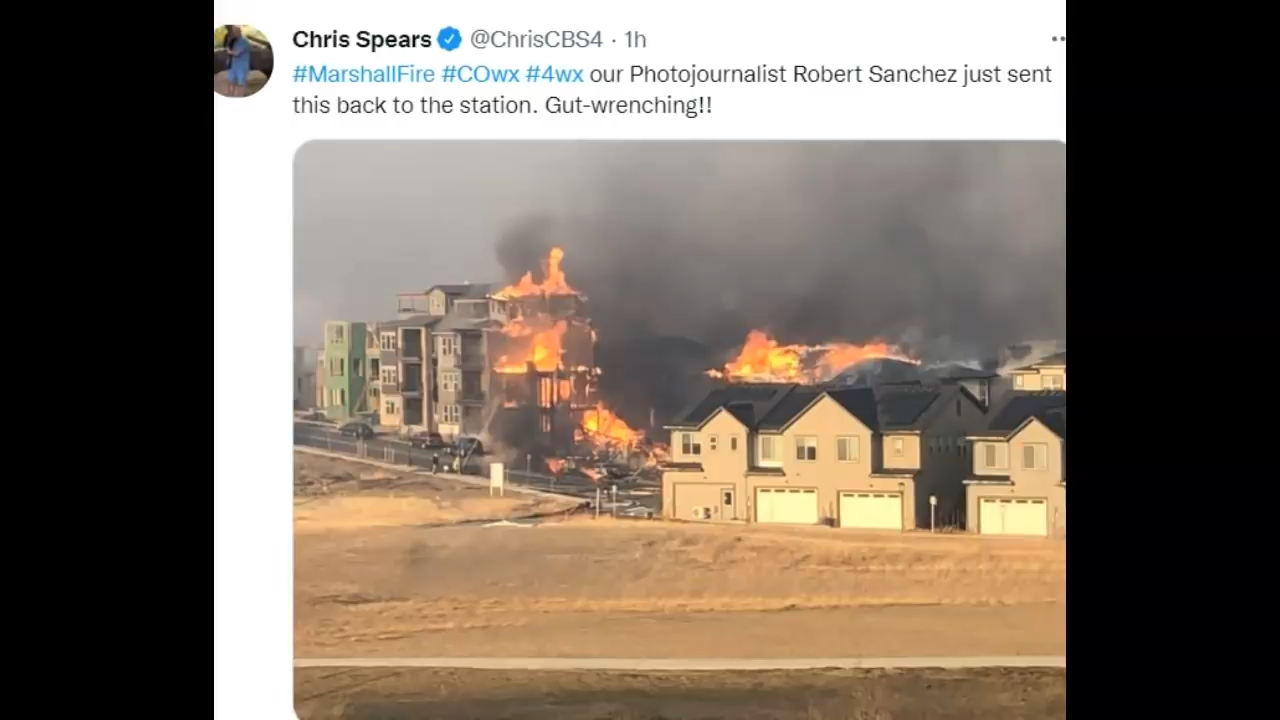 Chris Spears @ChrisCBS4 · 1h
#MarshallFire #COwx #4wx our Photojournalist Robert Sanchez just sent
this back to the station. Gut-wrenching!!